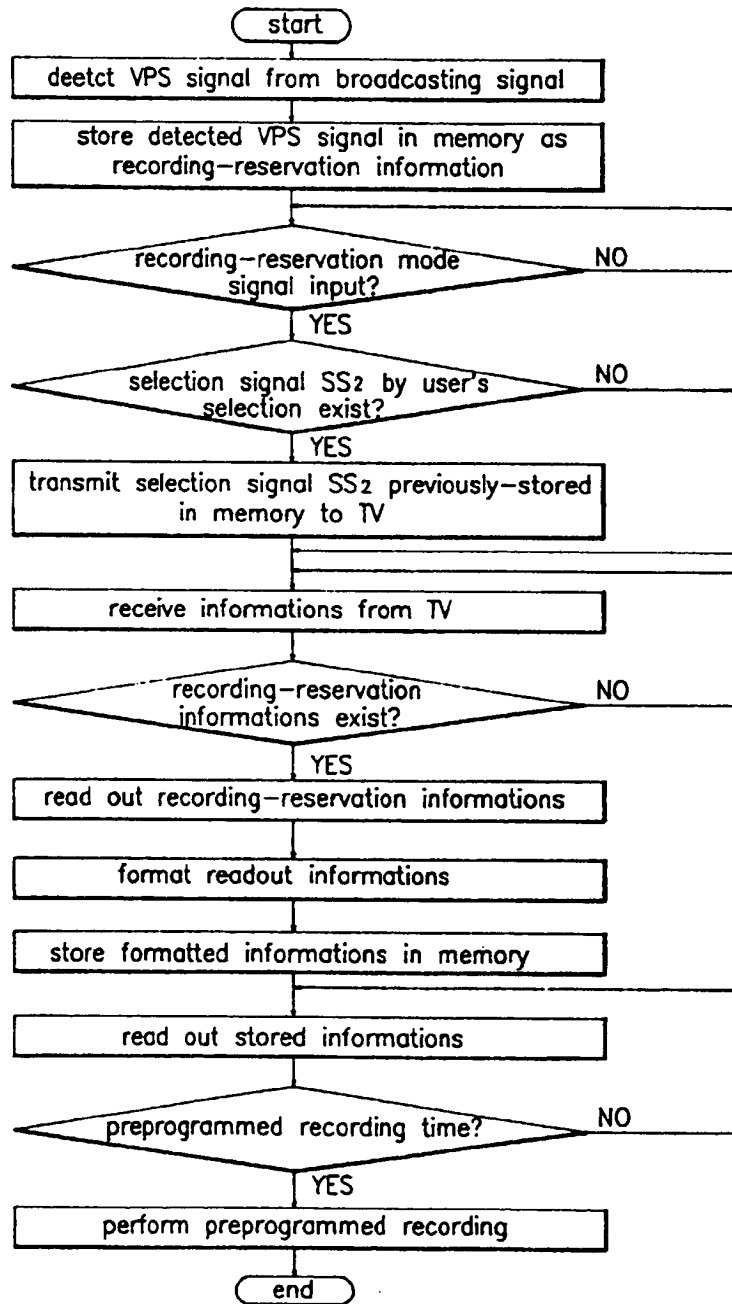 start
deetct VPS signal from broadcasting signal
store detected VPS signal in memory as
recording-reservation information
recording-reservation mode
signal input?
NO
YES
selection signal SS2 by user's
selection exist?
NO
YES
transmit selection signal SS2 previously-stored
in memory to TV
receive informations from TV
recording-reservation
informations exist?
NO
YES
read out recording-reservation informations
format readout informations
store formatted informations in memory
read out stored informations
preprogrammed recording time?
NO
YES
perform preprogrammed recording
end